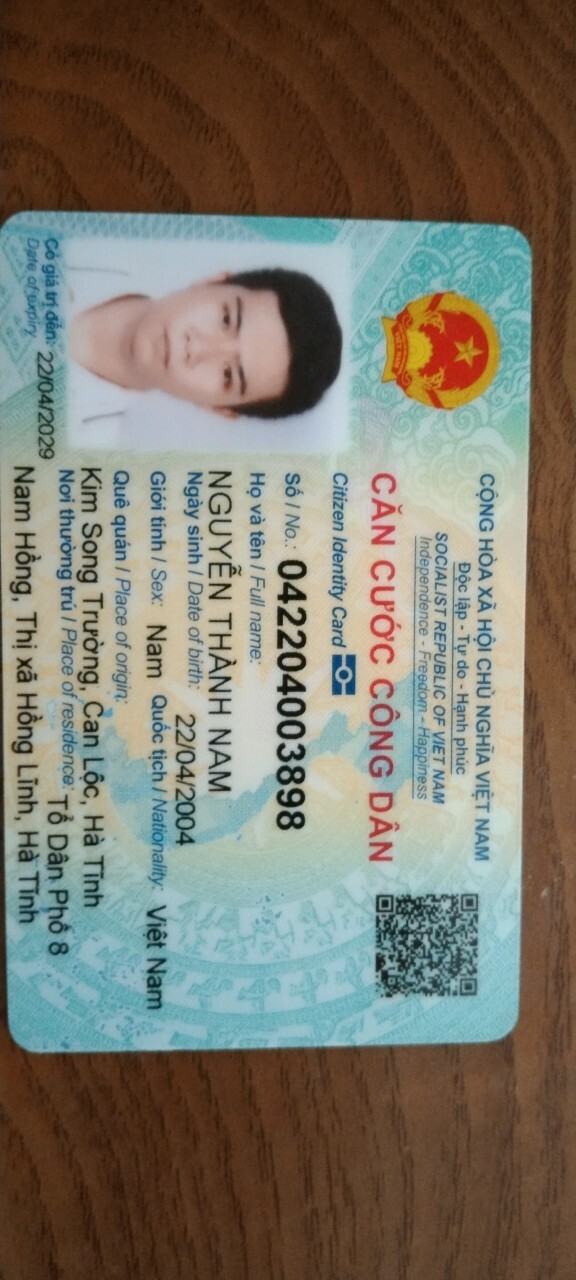 CỘNG HÒA XÃ HỘI CHỦ NGHĨA VIỆT NAM
Độc lập - Tự do - Hạnh phúc
SOCIALIST REPUBLIC OF VIET NAM
Independence - Freedom - Happiness
CĂN CƯỚC CÔNG DÂN
Citizen Identity Card
Số / No.: 042204003898
Họ và tên / Full name:
NGUYỄN THÀNH NAM
Ngày sinh / Date of birth: 22/04/2004
Giới tính / Sex: Nam Quốc tịch / Nationality: Việt Nam
Quê quán / Place of origin:
Kim Song Trường, Can Lộc, Hà Tĩnh
Nơi thường trú / Place of residence: Tổ Dân Phố 8
Nam Hồng, Thị xã Hồng Lĩnh, Hà Tĩnh
Có giá trị đến: 22/04/2029
Date of expiry